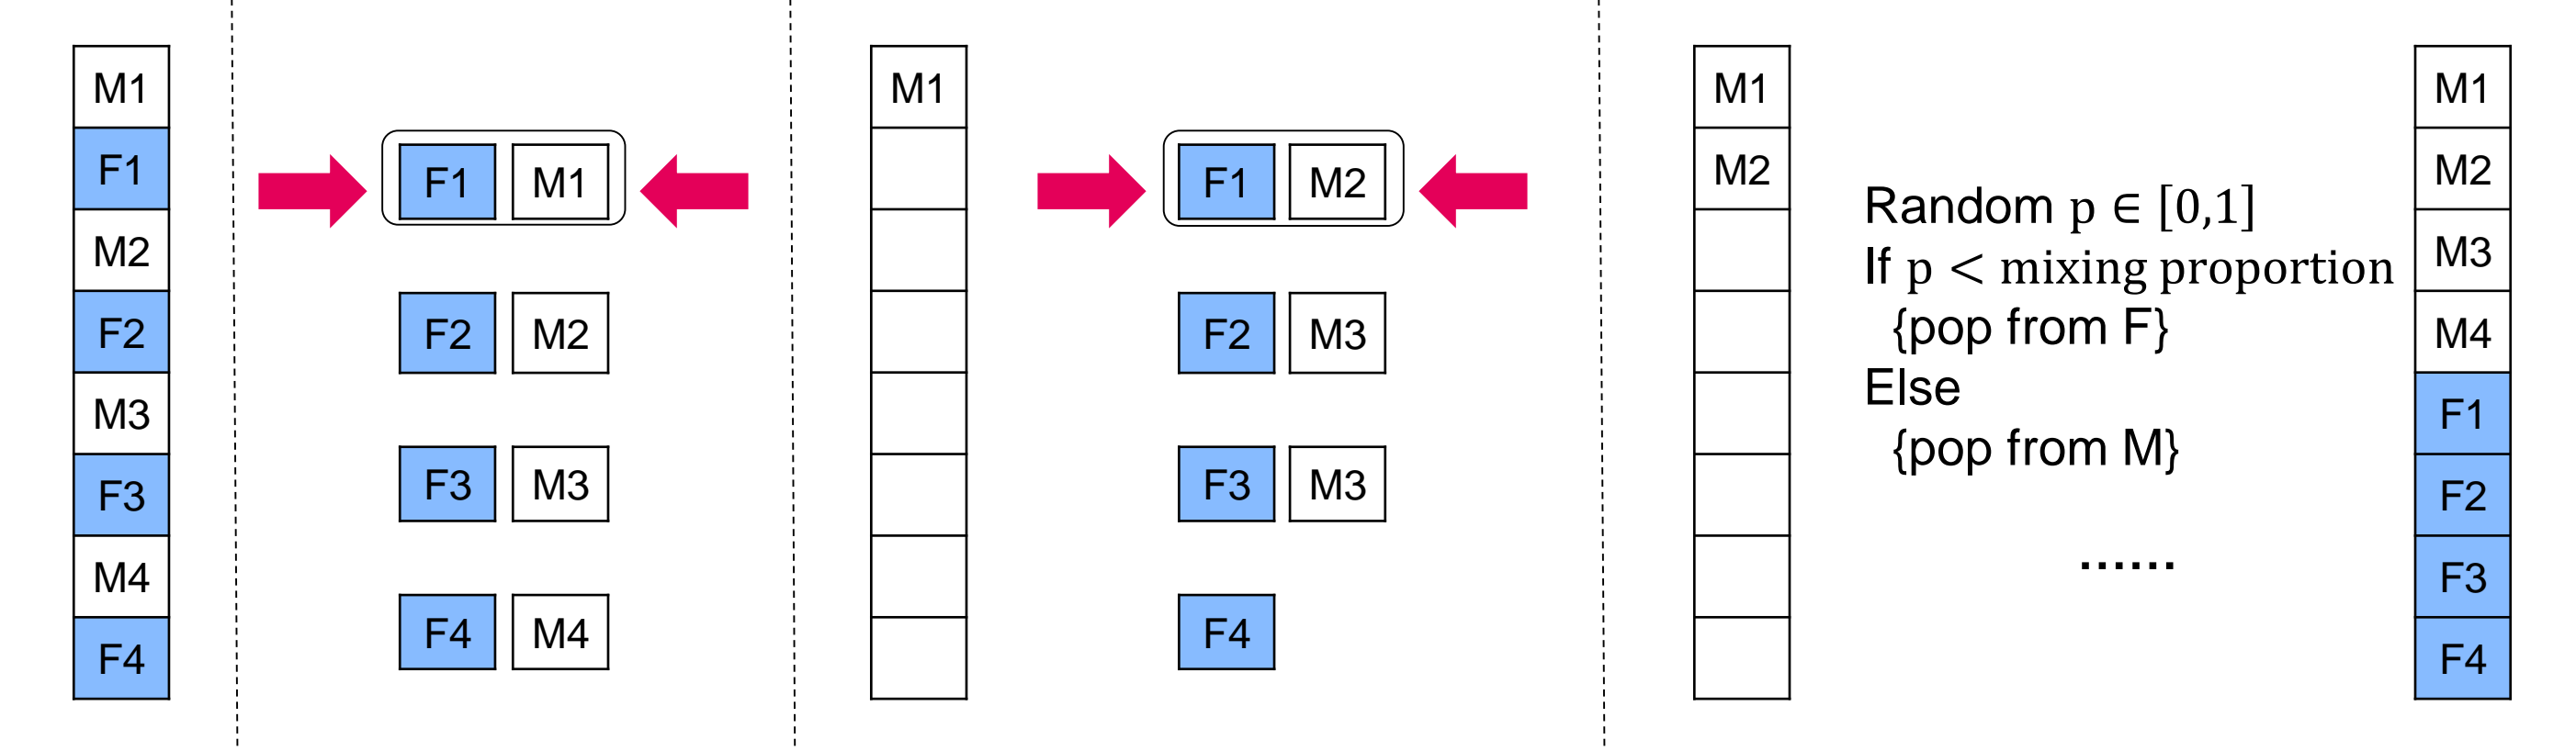 M1
F1
M2
F2
M3
F3
M4
F4
F1 M1
F2 M2
F3 M3
F4 M4
M1
F1 M2
F2 M3
F3 M3
F4
M1
M2
Random p ∈ [0,1]
If p < mixing proportion
{pop from F}
Else
{pop from M}
......
M1
M2
M3
M4
F1
F2
F3
F4